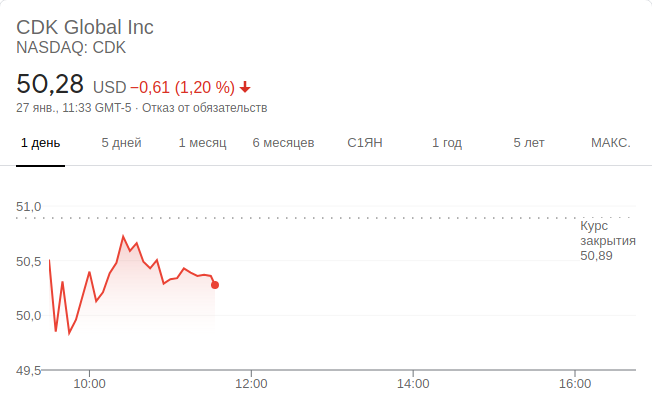 CDK Global Inc
NASDAQ: CDK
50,28 USD −0,61 (1,20 %)
27 янв., 11:33 GMT-5 · Отказ от обязательств
1 день 5 дней 1 месяц 6 месяцев С1ЯН 1 год 5 лет МАКС.
51,0
Курс
закрытия
50,89
50,5
50,0
49,5
10:00 12:00 14:00 16:00